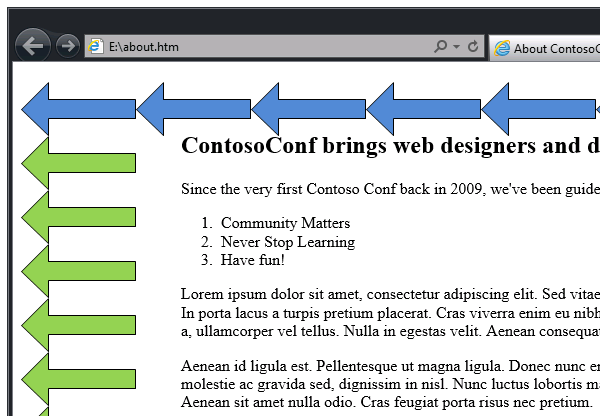 E:\about.htm
About ContosoC
ContosoConf brings web designers and d
Since the very first Contoso Conf back in 2009, we've been guide
1. Community Matters
2. Never Stop Learning
3. Have fun!
Lorem ipsum dolor sit amet, consectetur adipiscing elit. Sed vitae
In porta lacus a turpis pretium placerat. Cras viverra enim eu nibh
a, ullamcorper vel tellus. Nulla in egestas velit. Aenean consequa
Aenean id ligula est. Pellentesque ut magna ligula. Donec nunc er
molestie ac gravida sed, dignissim in nisl. Nunc luctus lobortis m
Aenean sit amet nulla odio. Cras feugiat porta risus nec pretium.